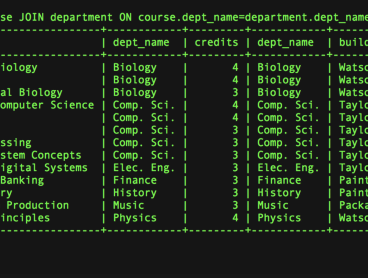 se JOIN department ON course.dept_name=department.dept_name
| dept_name | credits | dept_name | build
iology | Biology | 4 | Biology | Watso
| Biology | 4 | Biology | Watso
al Biology | Biology | 3 | Biology | Watso
omputer Science | Comp. Sci. | 4 | Comp. Sci. | Taylo
| Comp. Sci. | 4 | Comp. Sci. | Taylo
| Comp. Sci. | 3 | Comp. Sci. | Taylo
ssing | Comp. Sci. | 3 | Comp. Sci. | Taylo
stem Concepts | Comp. Sci. | 3 | Comp. Sci. | Taylo
igital Systems | Elec. Eng. | 3 | Elec. Eng. | Taylo
Banking | Finance | 3 | Finance | Paint
ry | History | 3 | History | Paint
Production | Music | 3 | Music | Packa
inciples | Physics | 4 | Physics | Watso